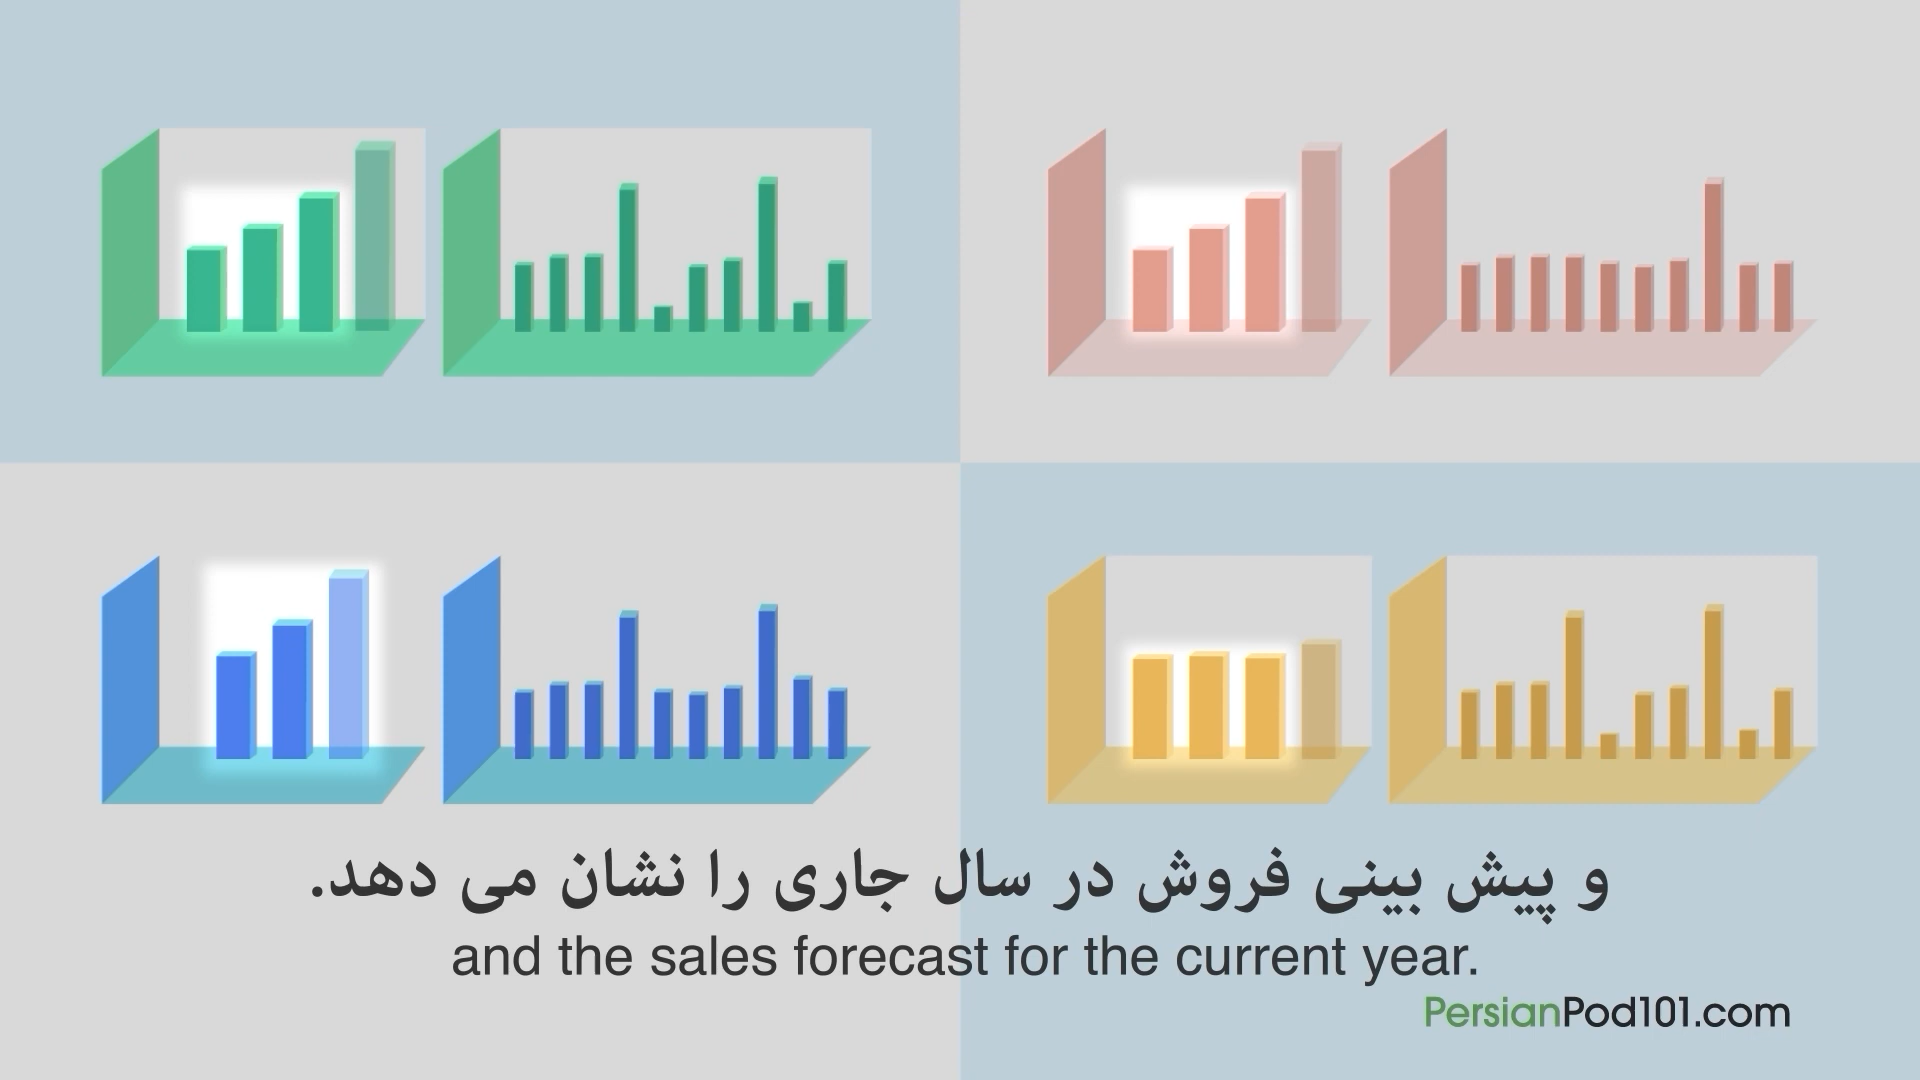 و پیش بینی فروش در سال جاری را نشان می دهد.
and the sales forecast for the current year.
PersianPod101.com